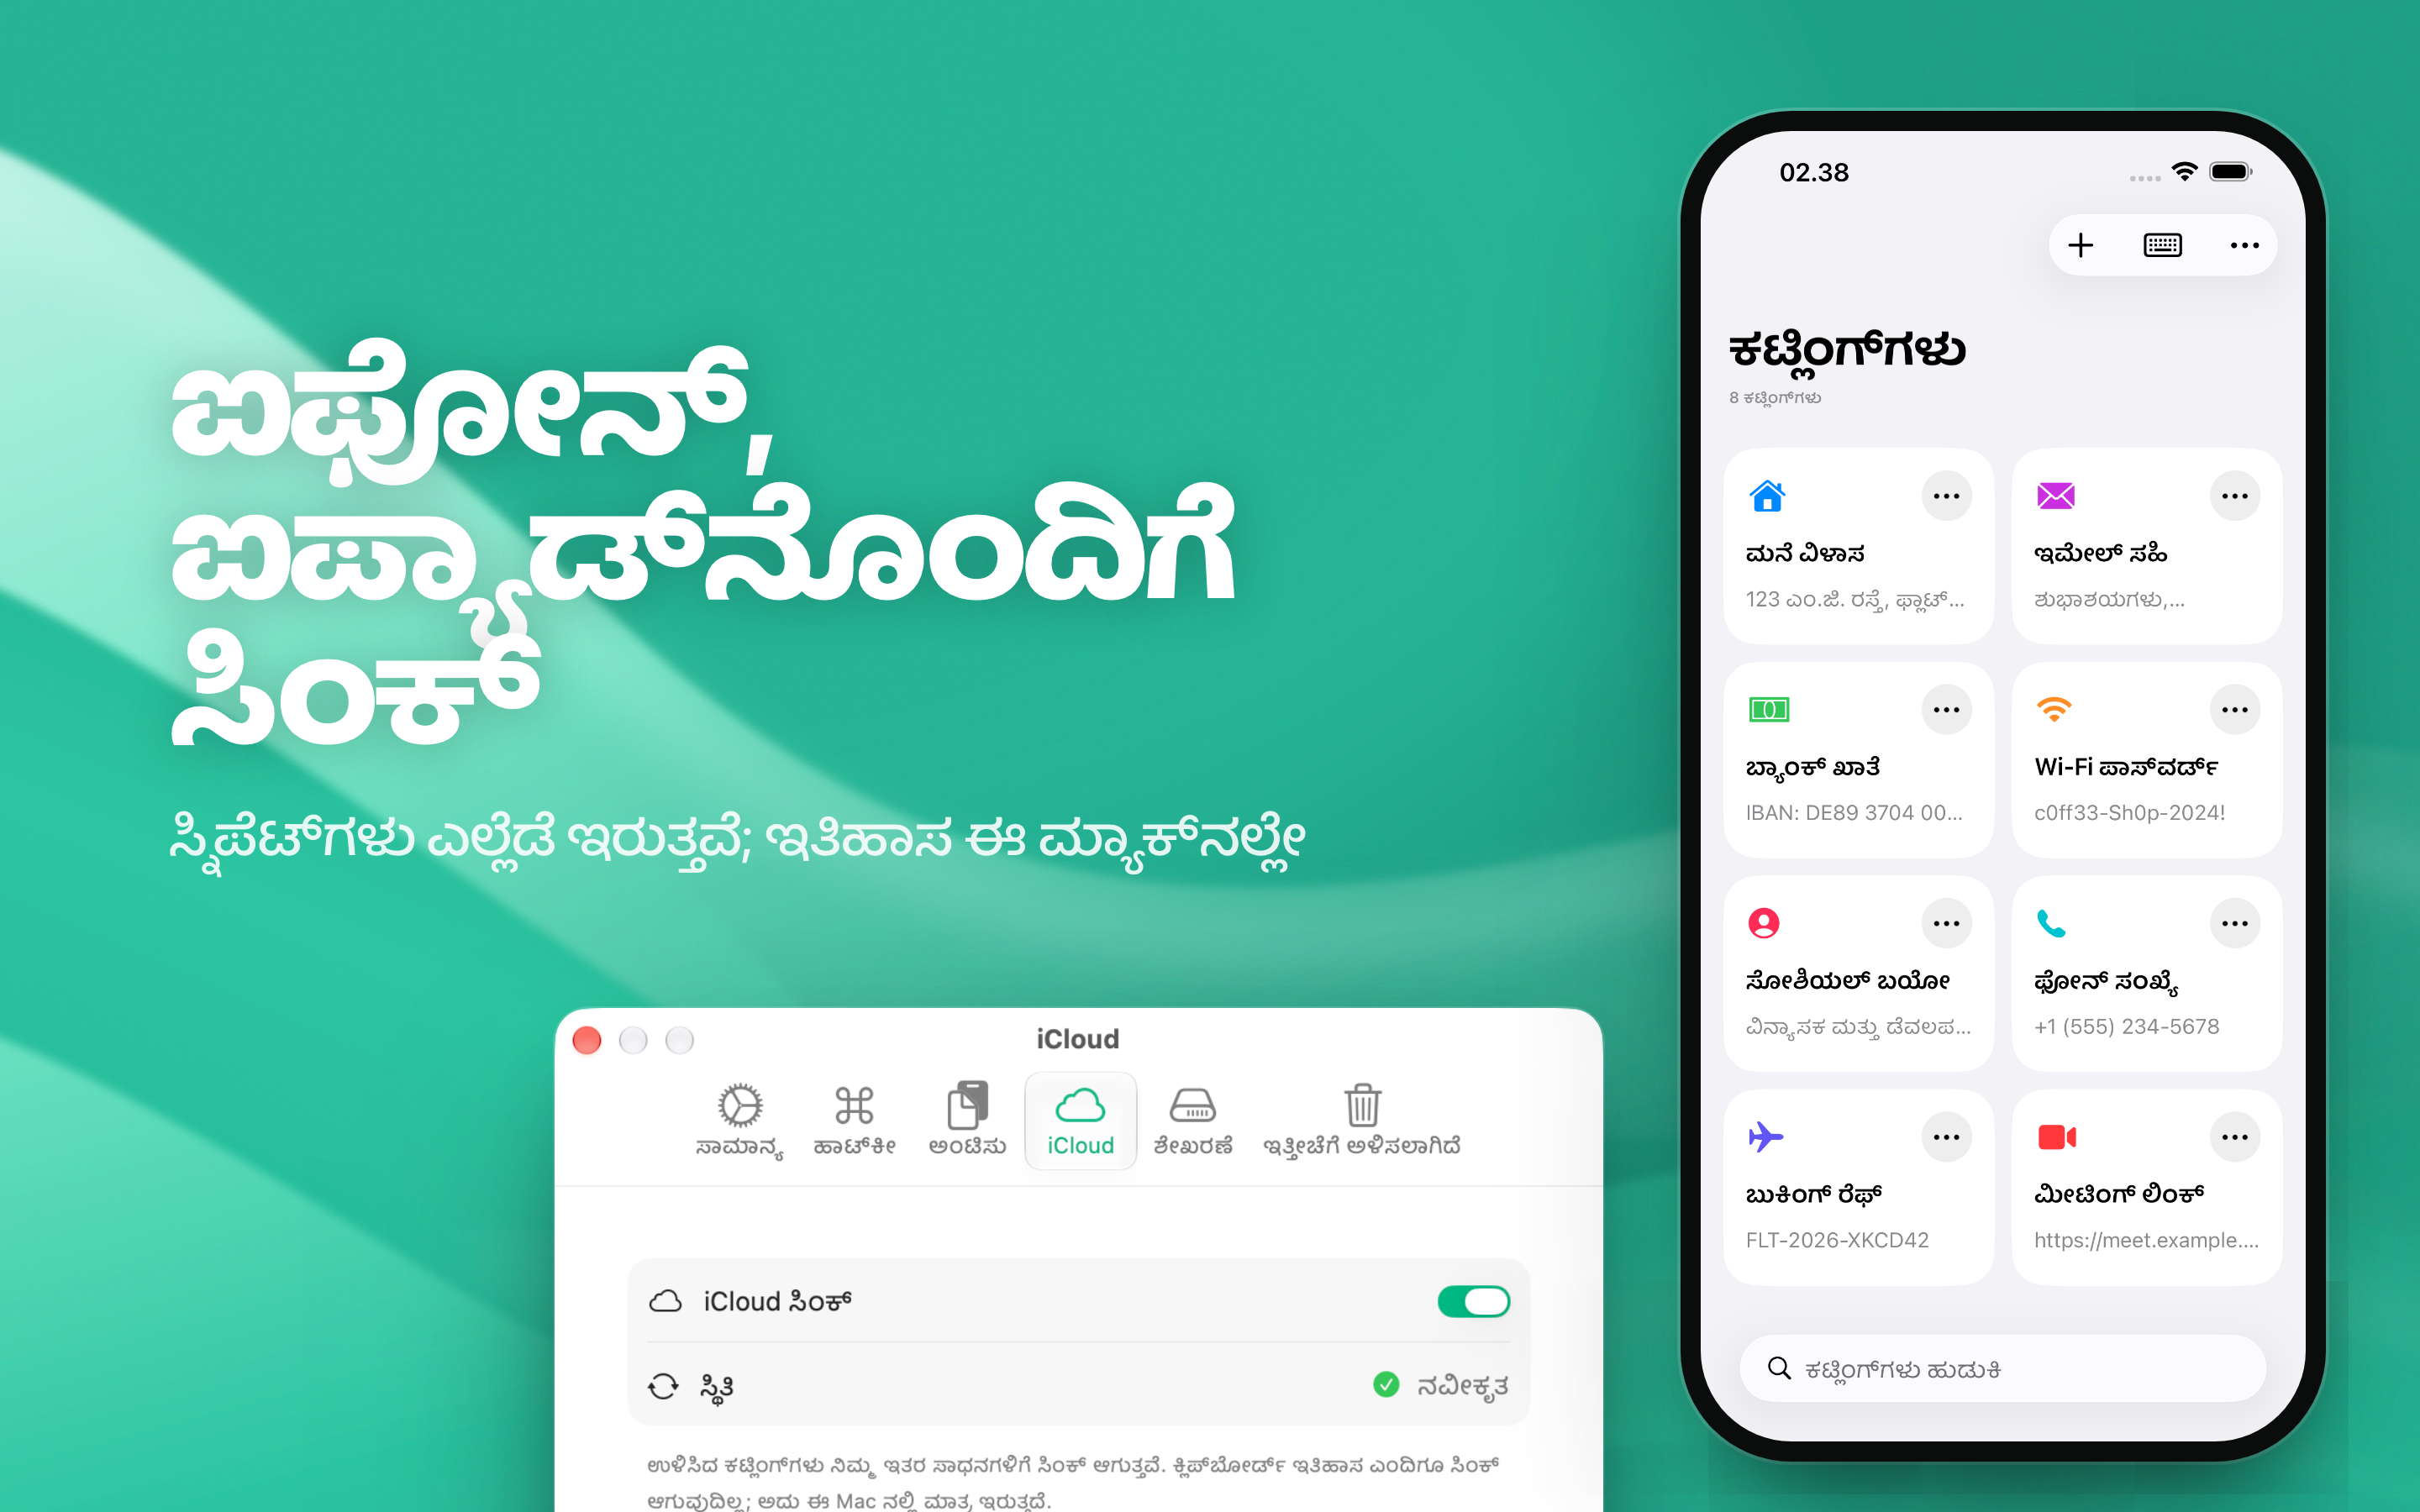 ಐಫೋನ್,
ಐಪ್ಯಾಡ್‌ನೊಂದಿಗೆ
ಸಿಂಕ್
ಸ್ನಿಪೆಟ್‌ಗಳು ಎಲ್ಲೆಡೆ ಇರುತ್ತವೆ; ಇತಿಹಾಸ ಈ ಮ್ಯಾಕ್‌ನಲ್ಲೇ
iCloud
ಸಾಮಾನ್ಯ ಹಾಟ್‌ಕೀ ಅಂಟಿಸು iCloud ಶೇಖರಣೆ ಇತ್ತೀಚೆಗೆ ಅಳಿಸಲಾಗಿದೆ
iCloud ಸಿಂಕ್
ಸ್ಥಿತಿ ನವೀಕೃತ
ಉಳಿಸಿದ ಕಟ್ಲಿಂಗ್‌ಗಳು ನಿಮ್ಮ ಇತರ ಸಾಧನಗಳಿಗೆ ಸಿಂಕ್ ಆಗುತ್ತವೆ. ಕ್ಲಿಪ್‌ಬೋರ್ಡ್ ಇತಿಹಾಸ ಎಂದಿಗೂ ಸಿಂಕ್
ಆಗುವುದಿಲ್ಲ; ಅದು ಈ Mac ನಲ್ಲಿ ಮಾತ್ರ ಇರುತ್ತದೆ.
02.38
ಕಟ್ಲಿಂಗ್‌ಗಳು
8 ಕಟ್ಲಿಂಗ್‌ಗಳು
ಮನೆ ವಿಳಾಸ
123 ಎಂ.ಜಿ. ರಸ್ತೆ, ಫ್ಲಾಟ್...
ಇಮೇಲ್ ಸಹಿ
ಶುಭಾಶಯಗಳು,...
ಬ್ಯಾಂಕ್ ಖಾತೆ
IBAN: DE89 3704 00...
Wi-Fi ಪಾಸ್‌ವರ್ಡ್
c0ff33-Sh0p-2024!
ಸೋಶಿಯಲ್ ಬಯೋ
ವಿನ್ಯಾಸಕ ಮತ್ತು ಡೆವಲಪ...
ಫೋನ್ ಸಂಖ್ಯೆ
+1 (555) 234-5678
ಬುಕಿಂಗ್ ರೆಫ್
FLT-2026-XKCD42
ಮೀಟಿಂಗ್ ಲಿಂಕ್
https://meet.example....
ಕಟ್ಲಿಂಗ್‌ಗಳು ಹುಡುಕಿ